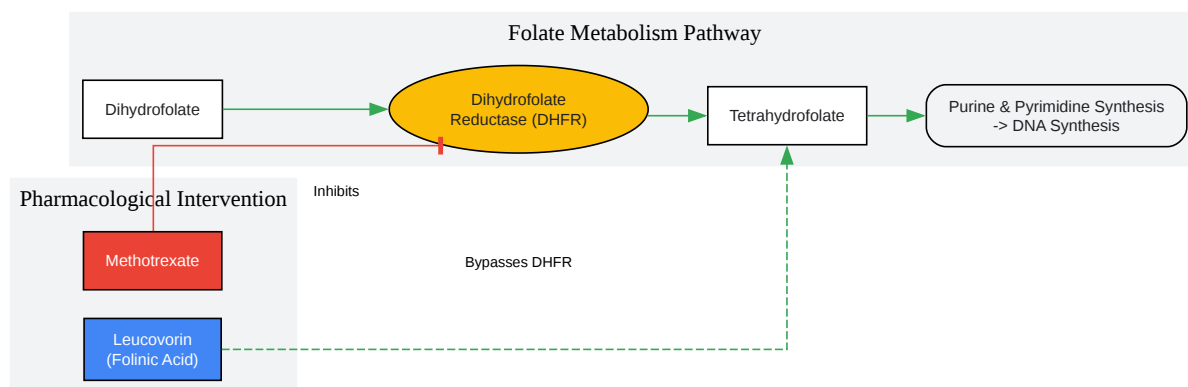 Folate Metabolism Pathway
Dihydrofolate
Dihydrofolate
Reductase (DHFR)
Tetrahydrofolate
Purine & Pyrimidine Synthesis
-> DNA Synthesis
Pharmacological Intervention
Inhibits
Methotrexate
Bypasses DHFR
Leucovorin
(Folinic Acid)